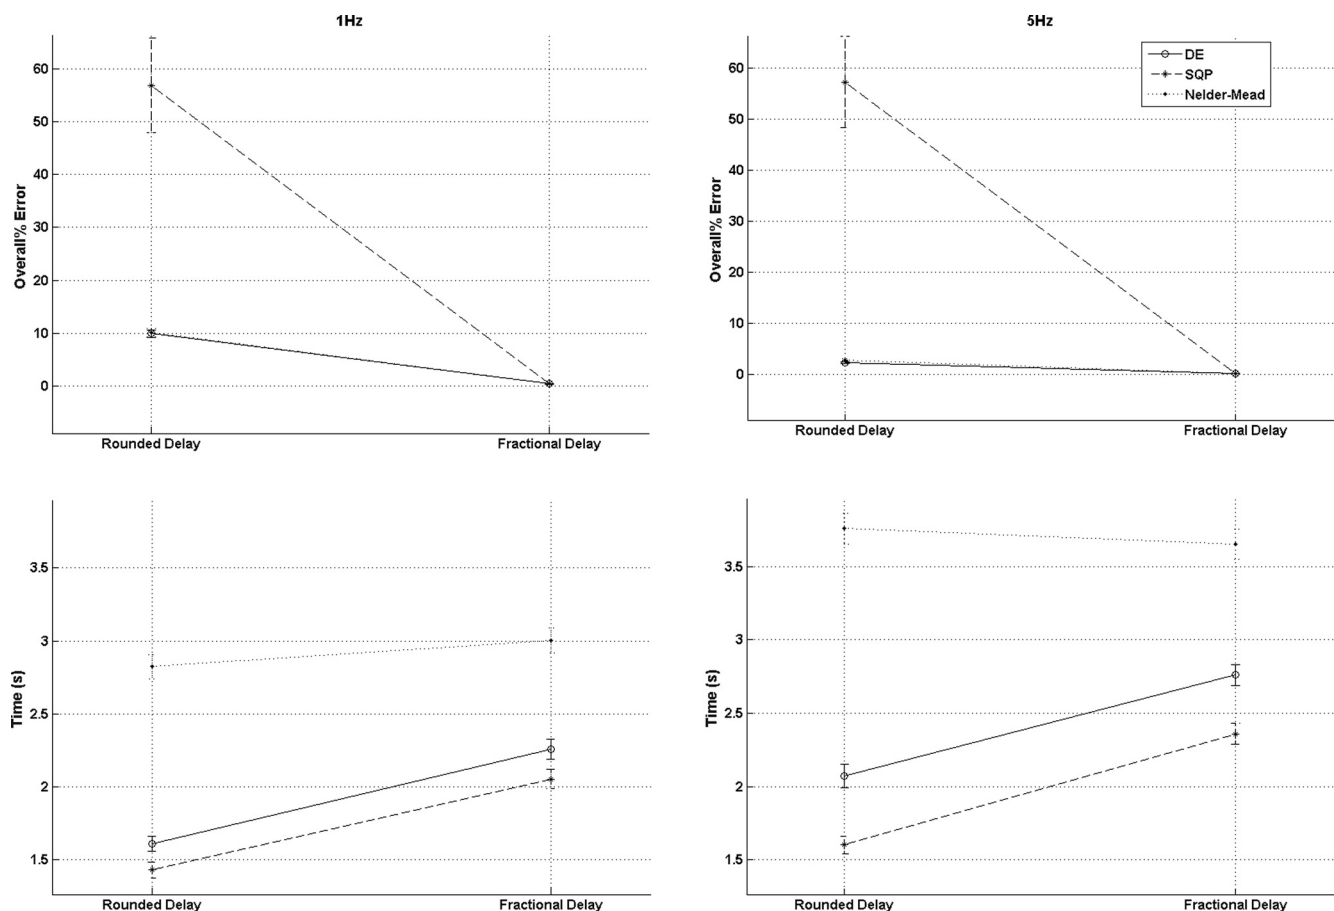 1Hz
60
50
40
30
20
10
0
Overall% Error
Rounded Delay
Fractional Delay
5Hz
DE
SQP
Nelder-Mead
60
50
40
30
20
10
0
Overall% Error
Rounded Delay
Fractional Delay
3.5
3
2.5
2
1.5
Time (s)
Rounded Delay
Fractional Delay
3.5
3
2.5
2
1.5
Time (s)
Rounded Delay
Fractional Delay